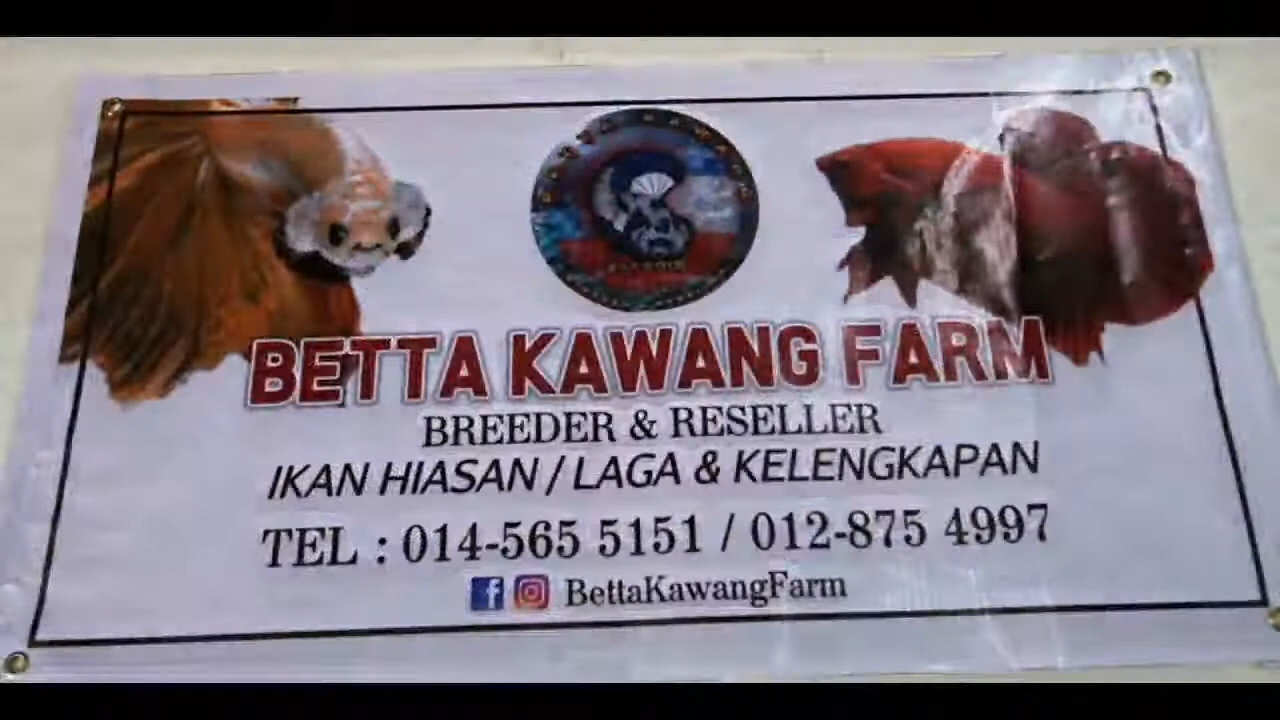 BETTA KAWANG FARM
BREEDER & RESELLER
IKAN HIASAN / LAGA & KELENGKAPAN
TEL : 014-565 5151 / 012-875 4997
BettaKawangFarm